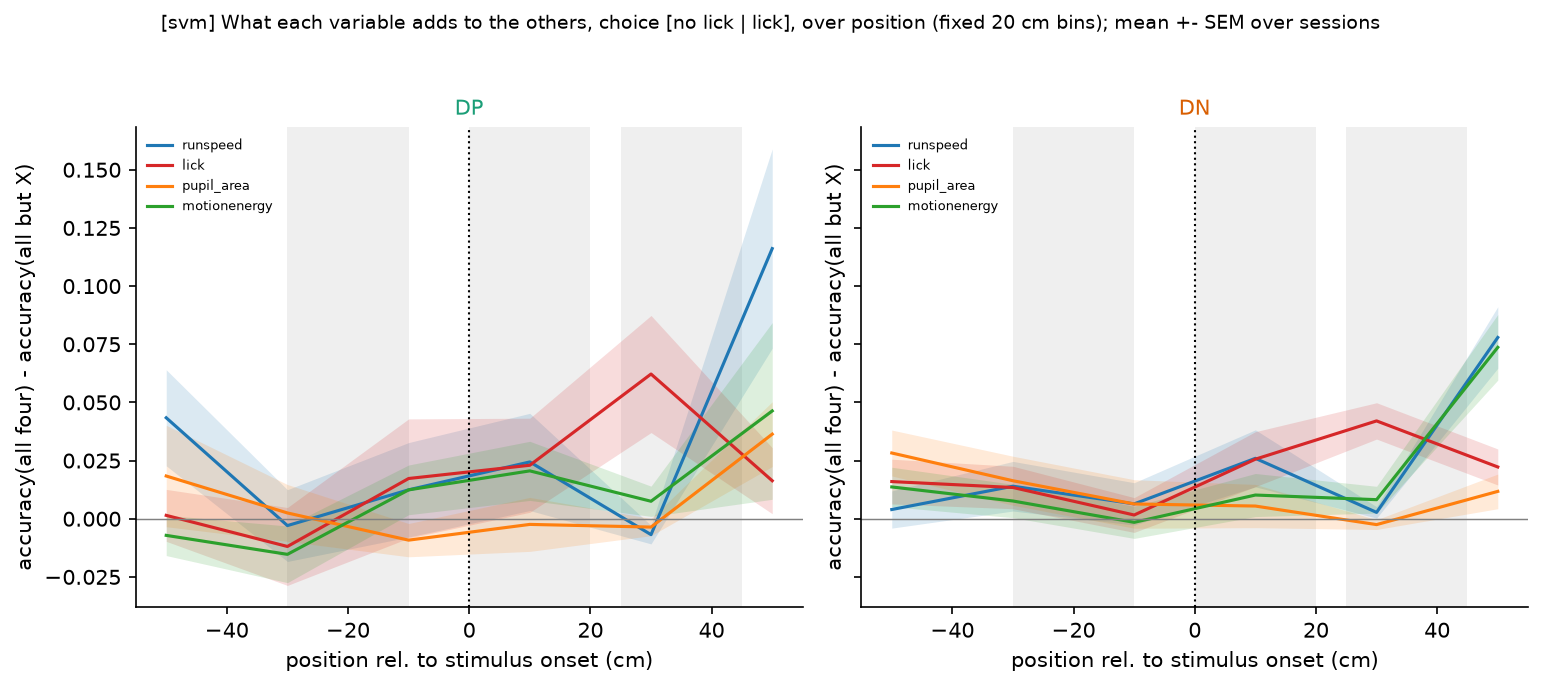 [svm] What each variable adds to the others, choice [no lick | lick], over position (fixed 20 cm bins); mean +- SEM over sessions
DP
accuracy(all four) - accuracy(all but X)
0.150
0.125
0.100
0.075
0.050
0.025
0.000
−0.025
runspeed
lick
pupil_area
motionenergy
−40
−20
0
20
40
position rel. to stimulus onset (cm)
DN
accuracy(all four) - accuracy(all but X)
runspeed
lick
pupil_area
motionenergy
−40
−20
0
20
40
position rel. to stimulus onset (cm)